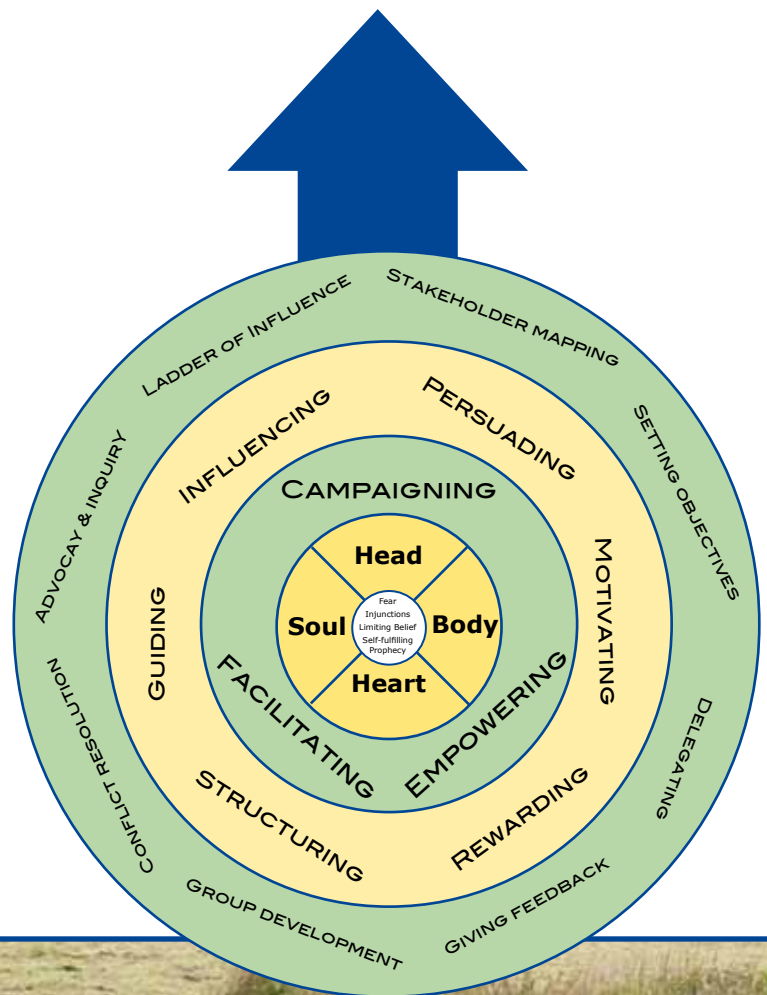 LADDER OF INFLUENCE
STAKEHOLDER MAPPING
SETTING OBJECTIVES
DELEGATING
GIVING FEEDBACK
GROUP DEVELOPMENT
CONFLICT RESOLUTION
ADVOCAY & INQUIRY
INFLUENCING
PERSUADING
MOTIVATING
REWARDING
STRUCTURING
GUIDING
CAMPAIGNING
EMPOWERING
FACILITATING
Head
Body
Heart
Soul
Fear
Injunctions
Limiting Belief
Self-fulfilling
Prophecy